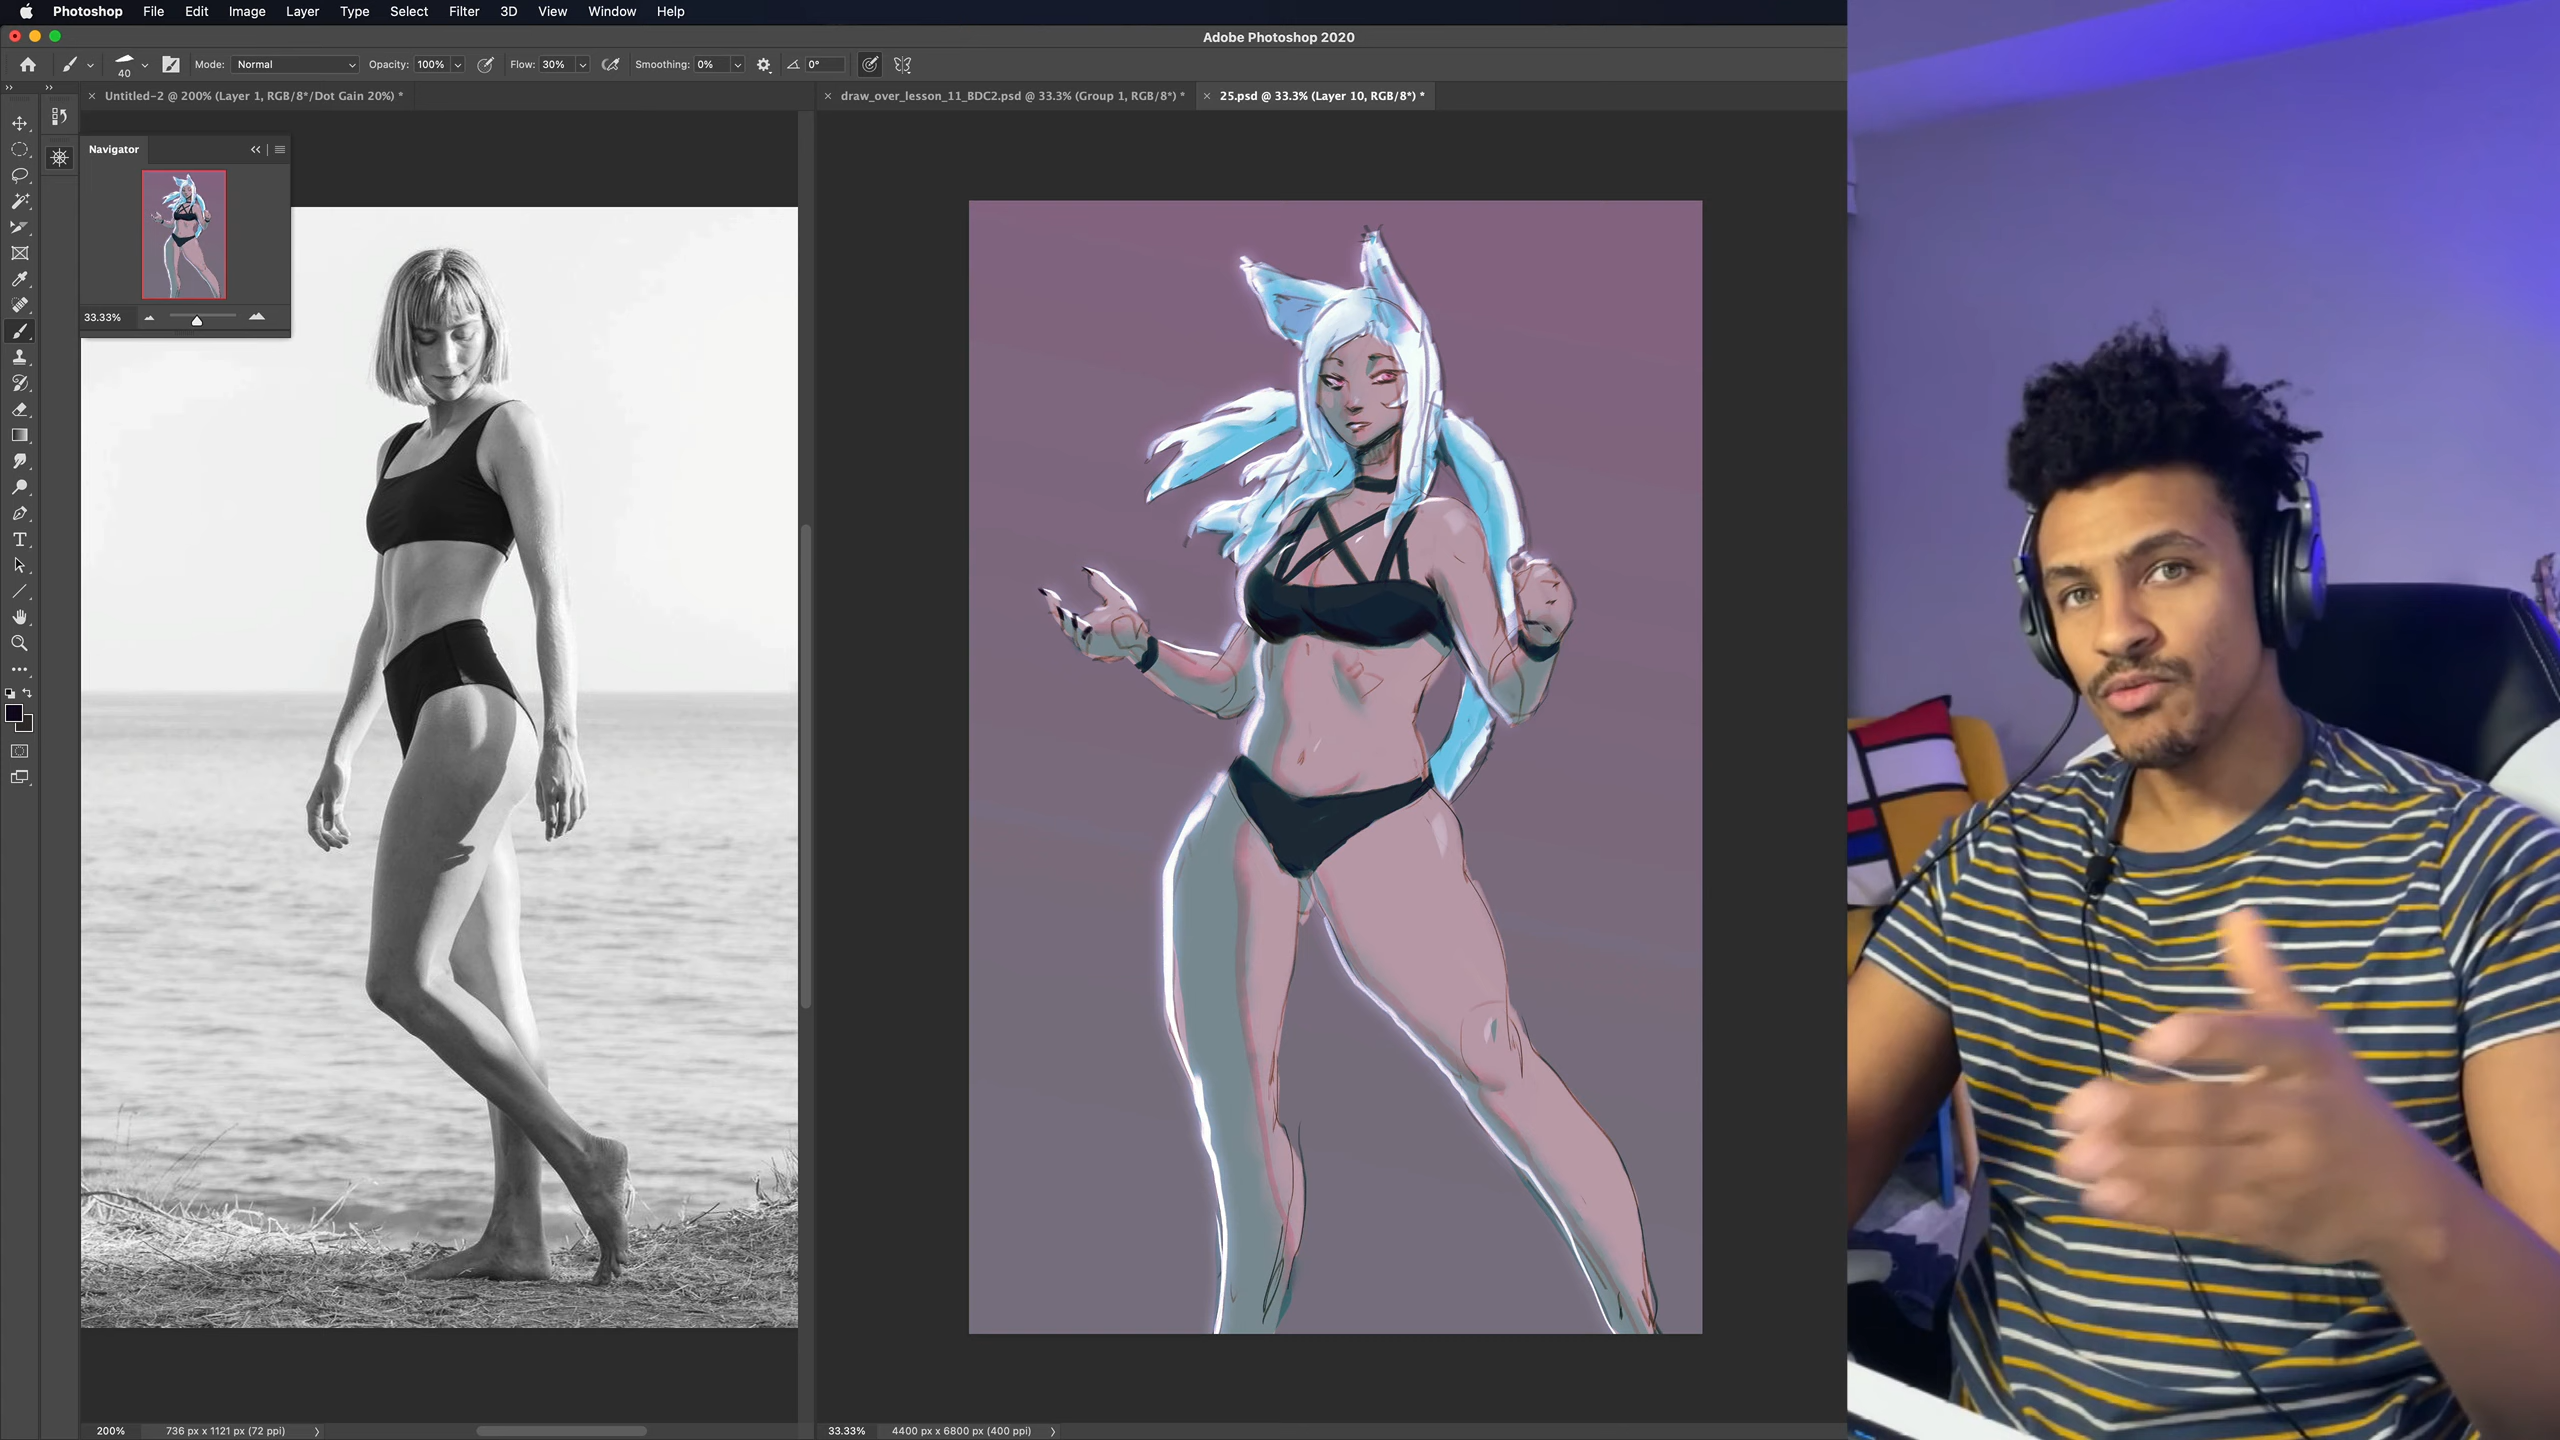 Photoshop File Edit Image Layer Type Select Filter 3D View Window Help
Adobe Photoshop 2020
40 Mode: Normal Opacity: 100% Flow: 30% Smoothing: 0% 0°
Untitled-2 @ 200% (Layer 1, RGB/8*/Dot Gain 20%) *
draw_over_lesson_11_BDC2.psd @ 33.3% (Group 1, RGB/8*) *
25.psd @ 33.3% (Layer 10, RGB/8*) *
Navigator
33.33%
200% 736 px x 1121 px (72 ppi)
33.33% 4400 px x 6800 px (400 ppi)